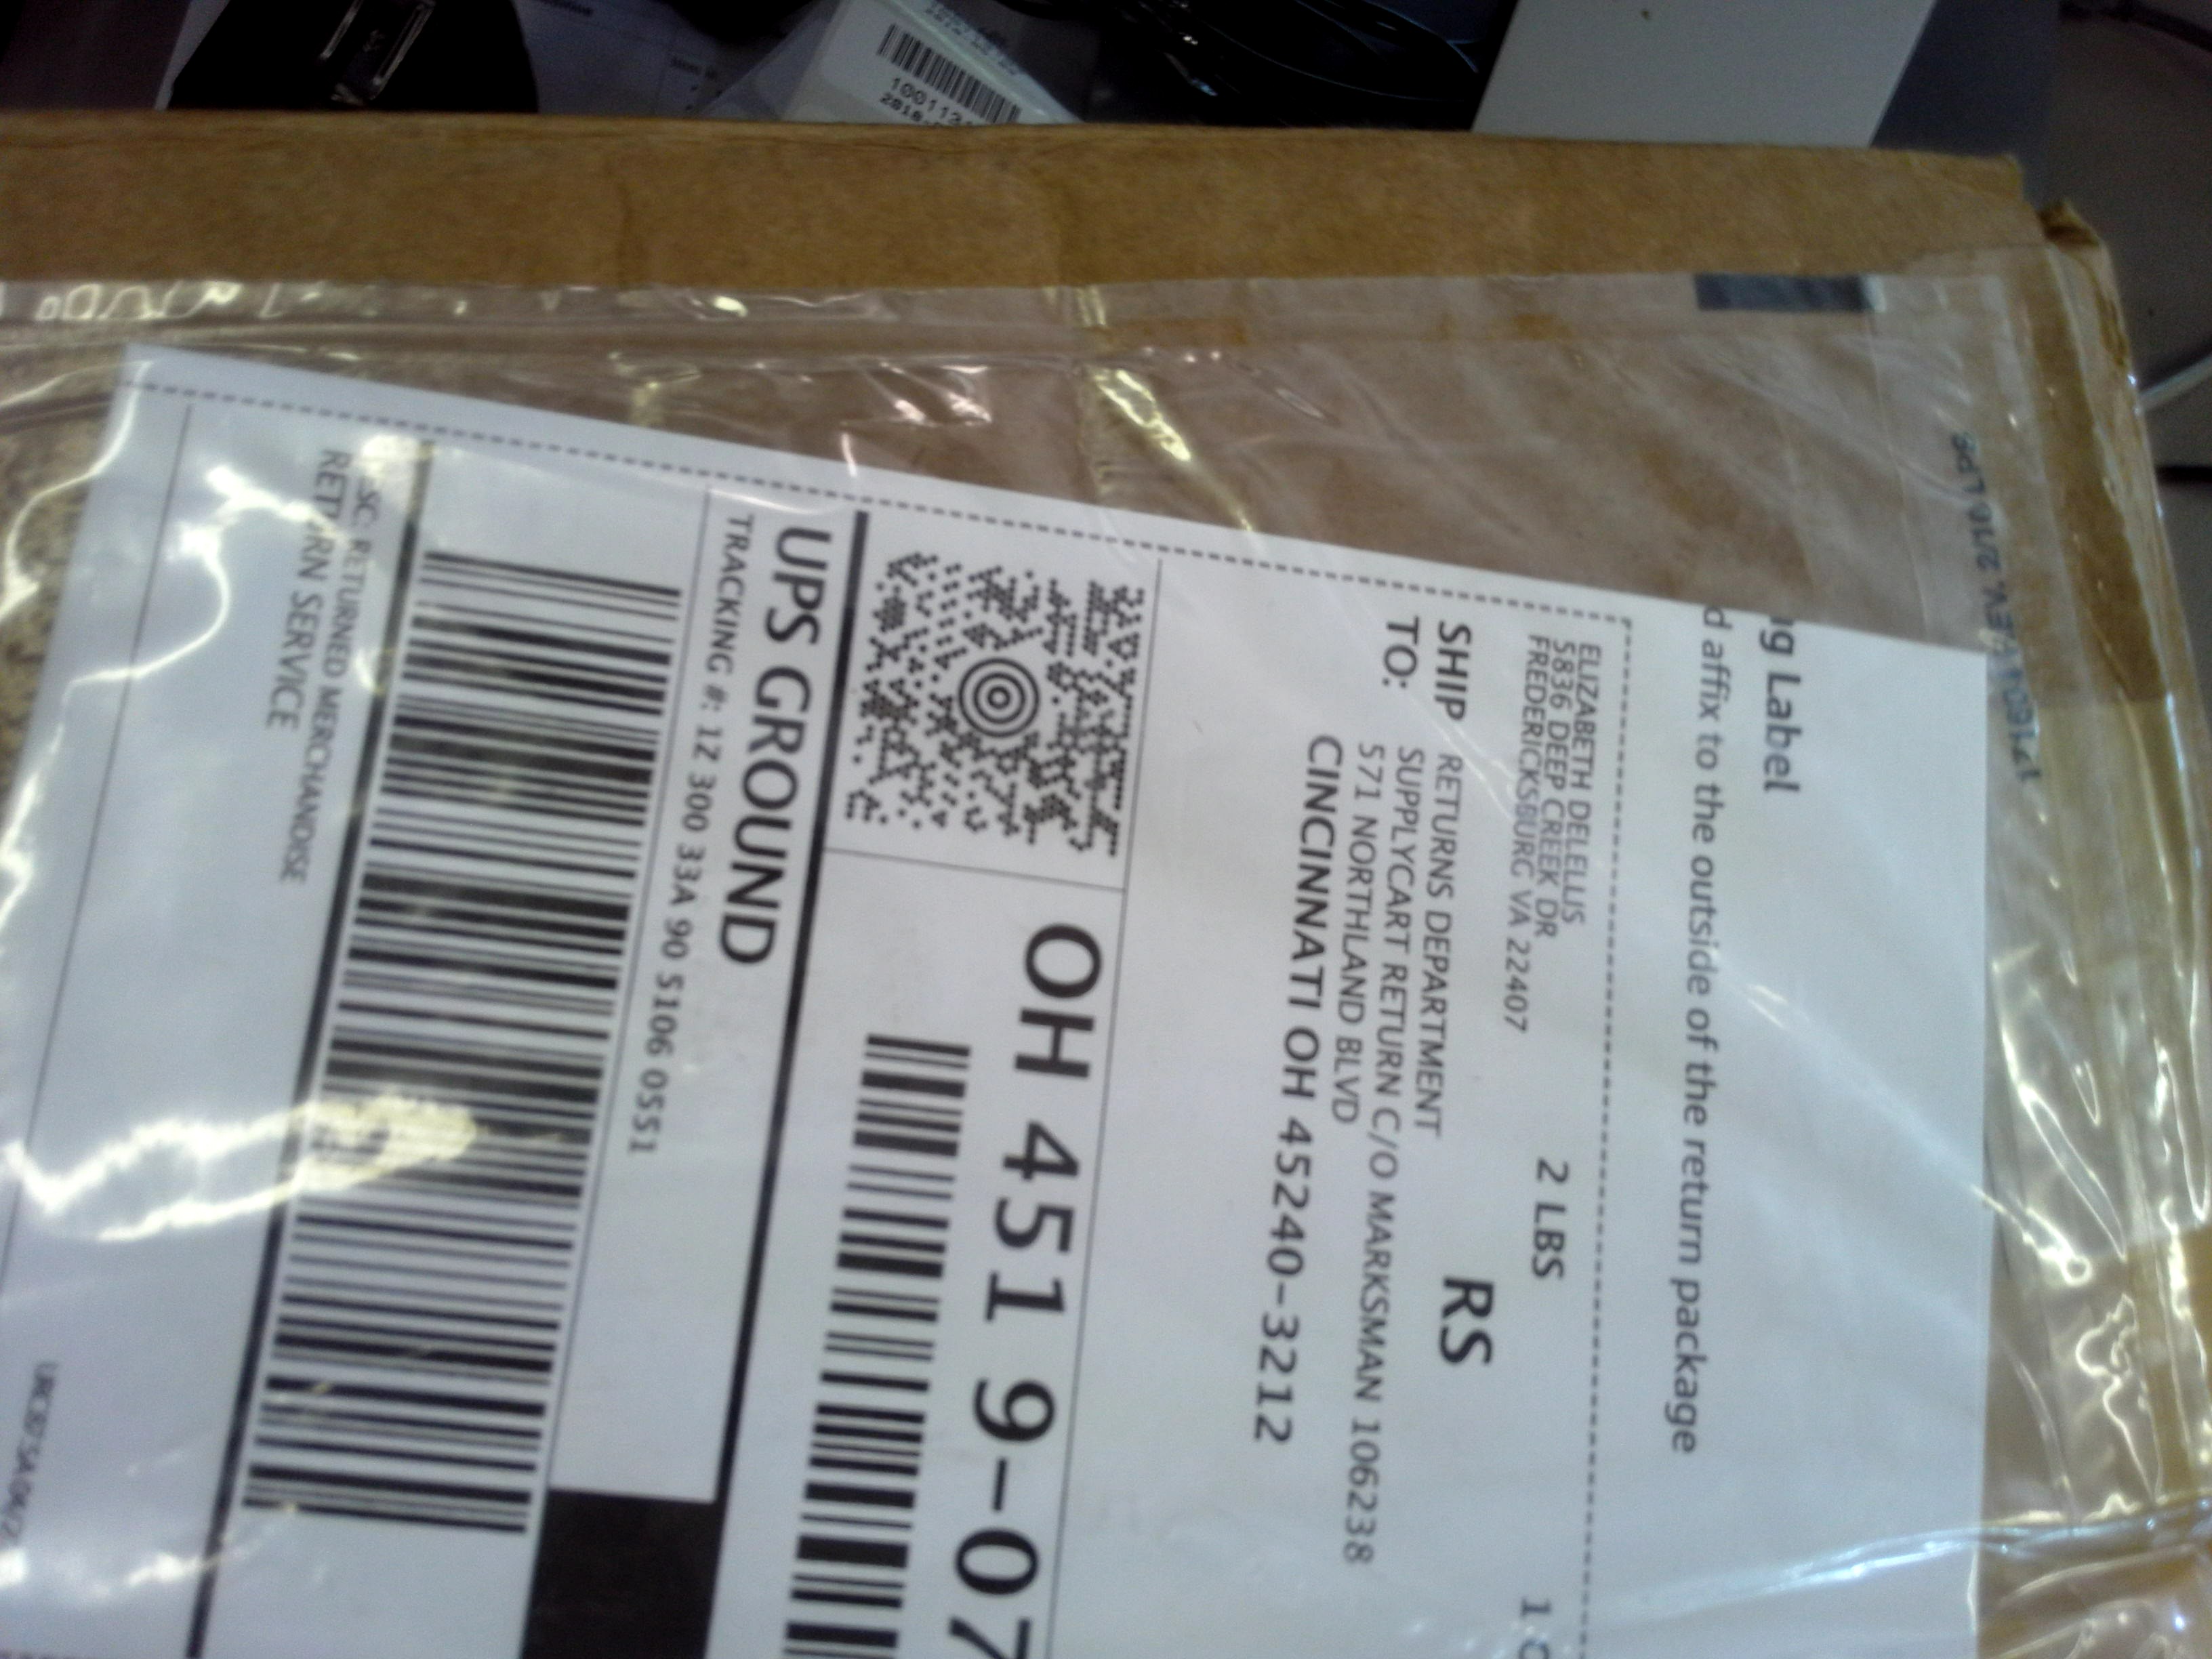 g Label
d affix to the outside of the return package
ELIZABETH DELELLIS
5836 DEEP CREEK DR
FREDERICKSBURG VA 22407
2 LBS
1 O
RS
SHIP
TO:
RETURNS DEPARTMENT
SUPPLYCART RETURN C/O MARKSMAN 106238
571 NORTHLAND BLVD
CINCINNATI OH 45240-3212
OH 451 9-07
UPS GROUND
TRACKING #: 1Z 300 33A 90 5106 0551
SC: RETURNED MERCHANDISE
RETURN SERVICE